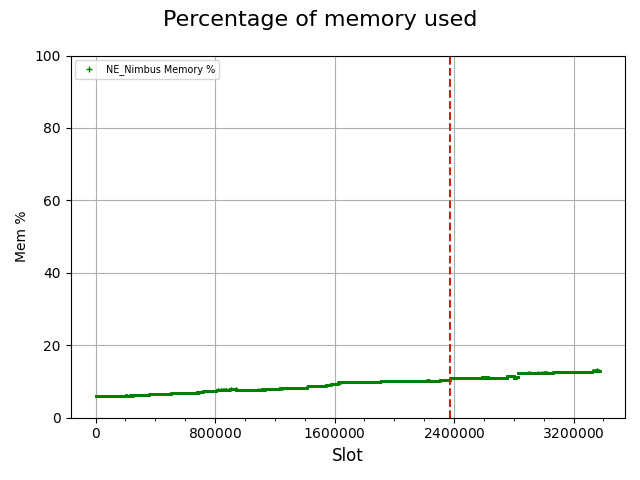 Percentage of memory used
NE_Nimbus Memory %
100
80
60
40
20
0
Mem %
0 800000 1600000 2400000 3200000
Slot